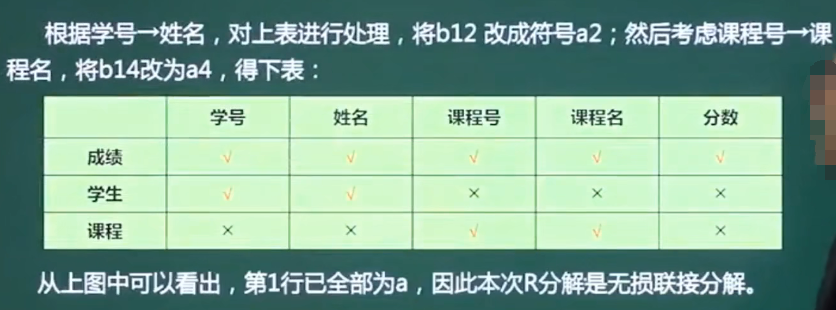 根据学号→姓名，对上表进行处理，将b12 改成符号a2；然后考虑课程号→课
程名，将b14改为a4，得下表：
学号 姓名 课程号 课程名 分数
成绩 √ √ √ √ √
学生 √ √ × × ×
课程 × × √ √ ×
从上图中可以看出，第1行已全部为a，因此本次R分解是无损联接分解。